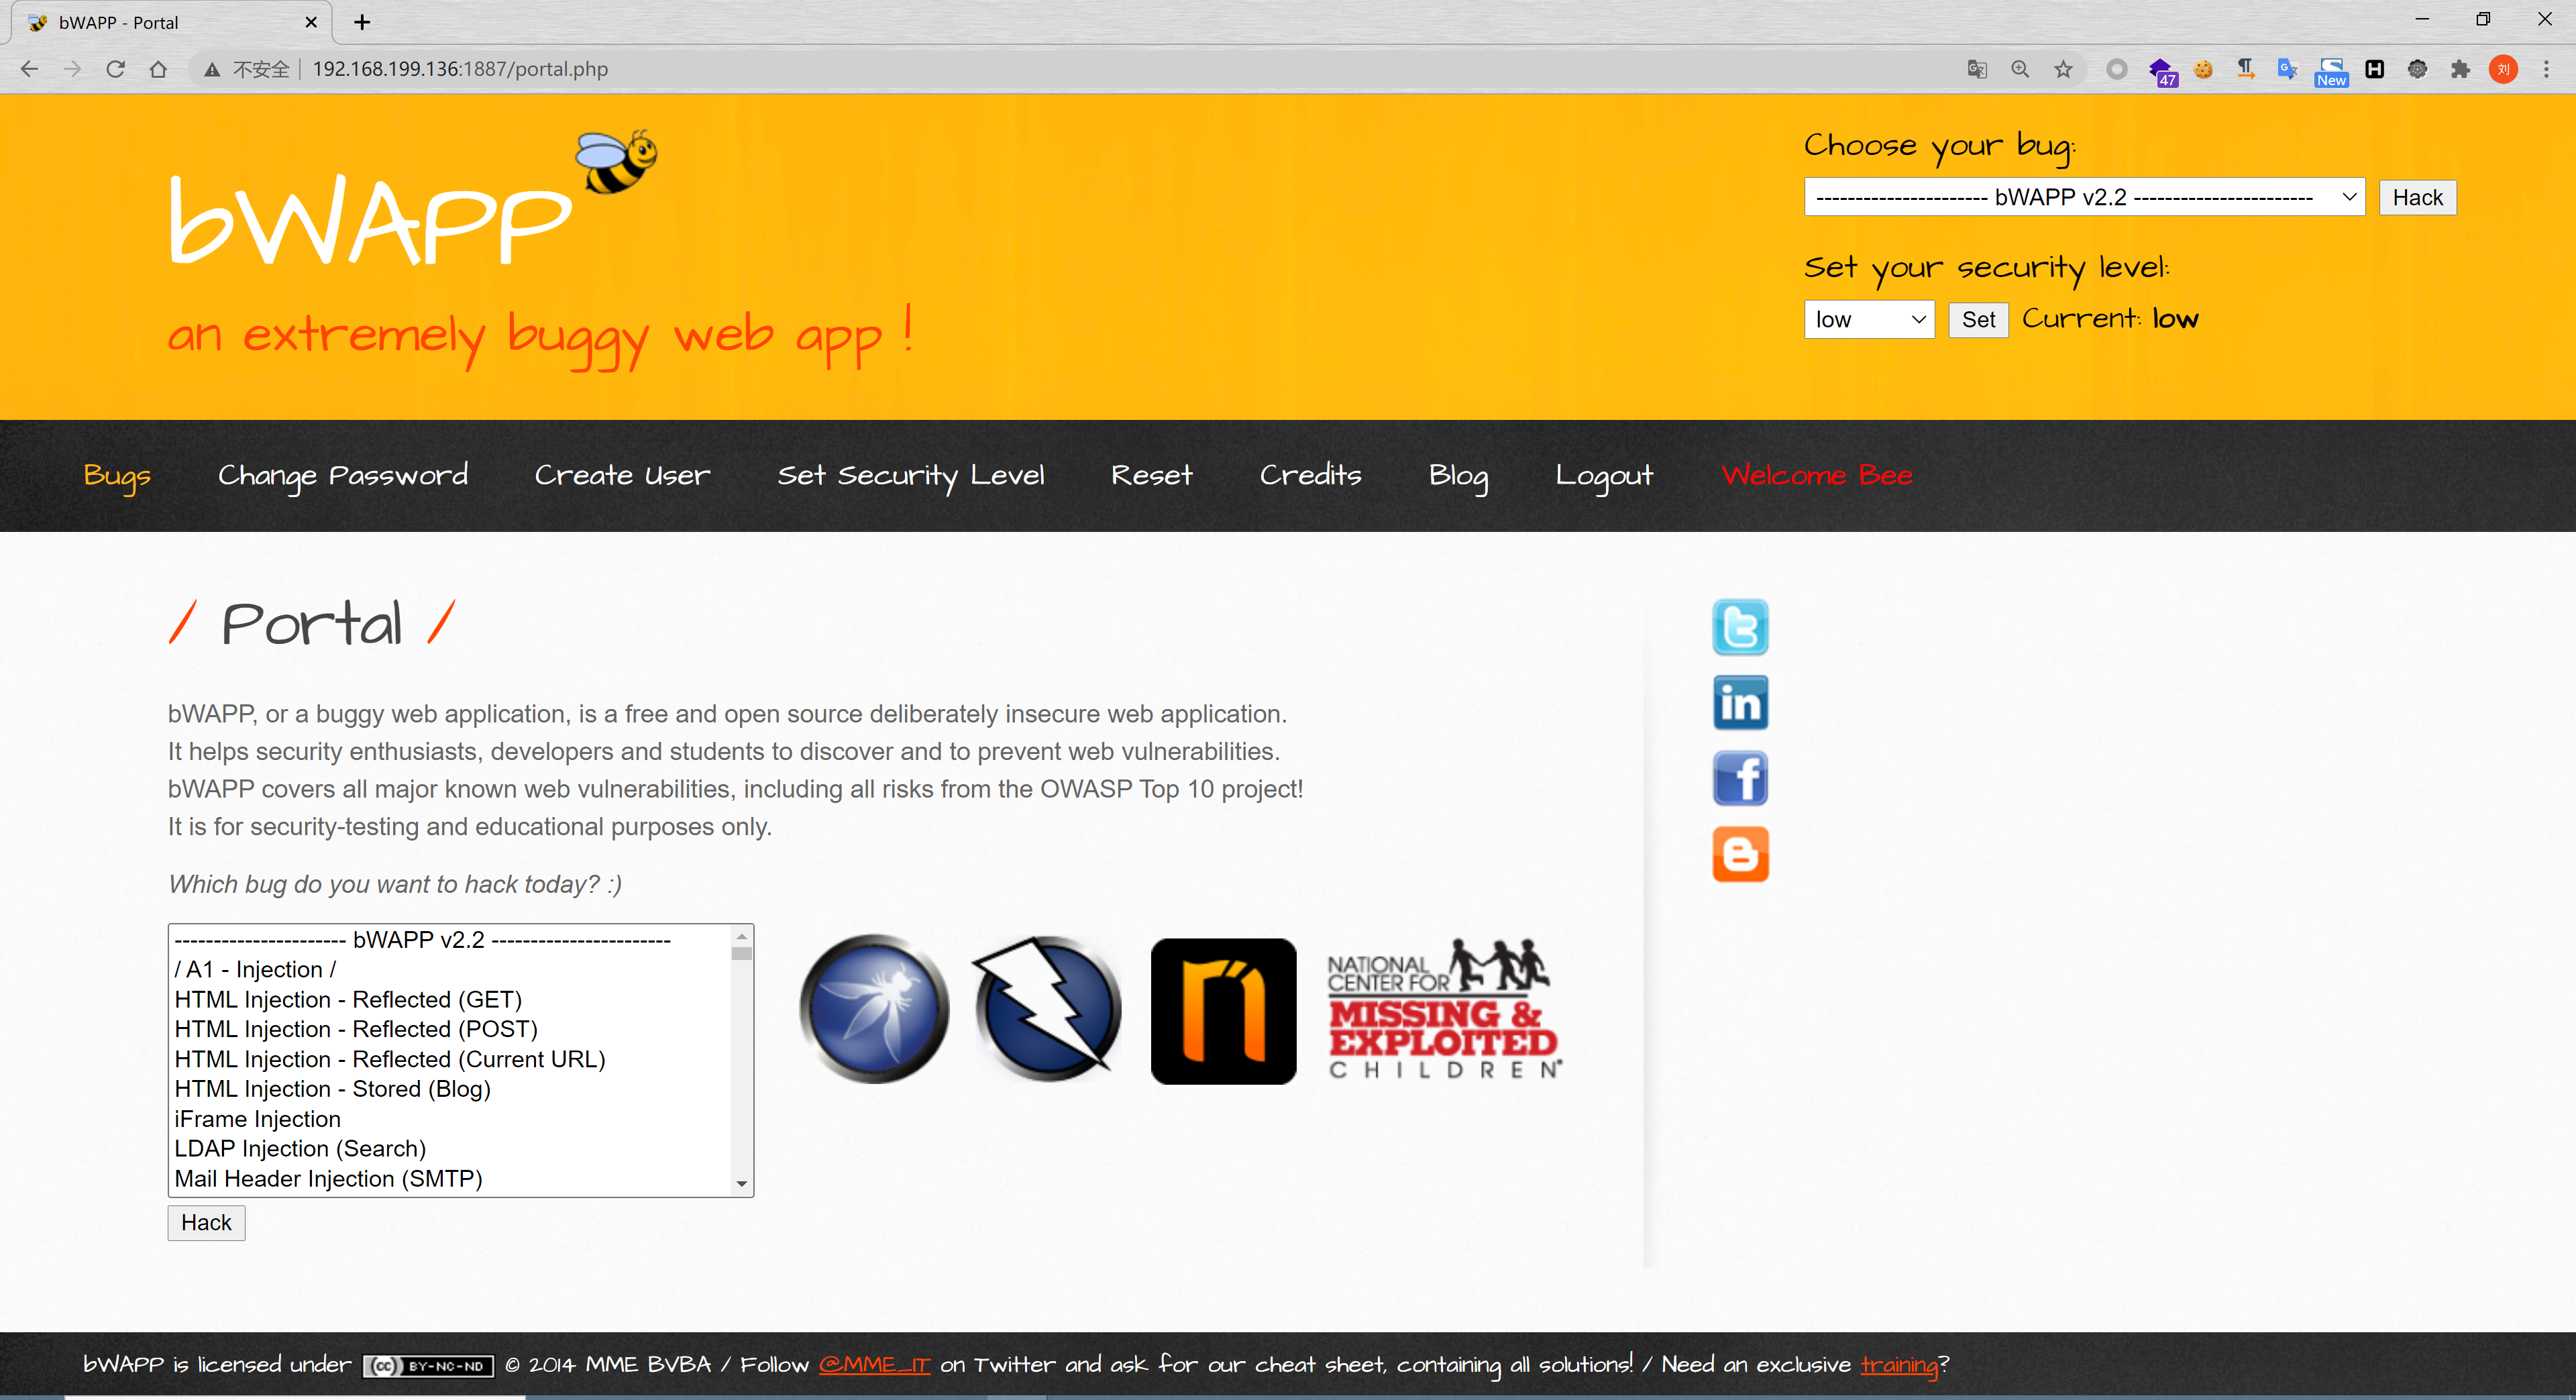 bWAPP - Portal
不安全 192.168.199.136:1887/portal.php
47
New
刘
Choose your bug:
---------------------- bWAPP v2.2 -----------------------
Hack
bWAPP
an extremely buggy web app !
Set your security level:
low Set Current: low
Bugs Change Password Create User Set Security Level Reset Credits Blog Logout Welcome Bee
/ Portal /
bWAPP, or a buggy web application, is a free and open source deliberately insecure web application.
It helps security enthusiasts, developers and students to discover and to prevent web vulnerabilities.
bWAPP covers all major known web vulnerabilities, including all risks from the OWASP Top 10 project!
It is for security-testing and educational purposes only.
Which bug do you want to hack today? :)
---------------------- bWAPP v2.2 -----------------------
/ A1 - Injection /
HTML Injection - Reflected (GET)
HTML Injection - Reflected (POST)
HTML Injection - Reflected (Current URL)
HTML Injection - Stored (Blog)
iFrame Injection
LDAP Injection (Search)
Mail Header Injection (SMTP)
Hack
NATIONAL
CENTER FOR
MISSING &
EXPLOITED
CHILDREN®
bWAPP is licensed under (cc) BY-NC-ND © 2014 MME BVBA / Follow @MME_IT on Twitter and ask for our cheat sheet, containing all solutions! / Need an exclusive training?